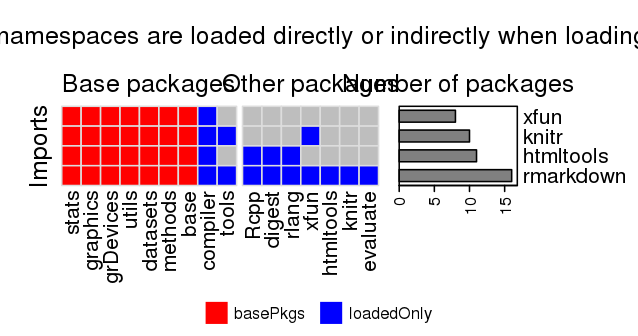 namespaces are loaded directly or indirectly when loading
Base packages Other packages Number of packages
Imports
xfun
knitr
htmltools
rmarkdown
0 5 10 15
stats graphics grDevices utils datasets methods base compiler tools Rcpp digest rlang xfun htmltools knitr evaluate
basePkgs loadedOnly